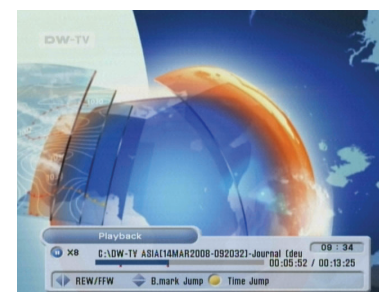 DW-TV
Playback
09 : 34
X8 C:\DW-TV ASIA[14MAR2008-092032]-Journal (deu
00:05:52 / 00:13:25
REW/FFW B.mark Jump Time Jump